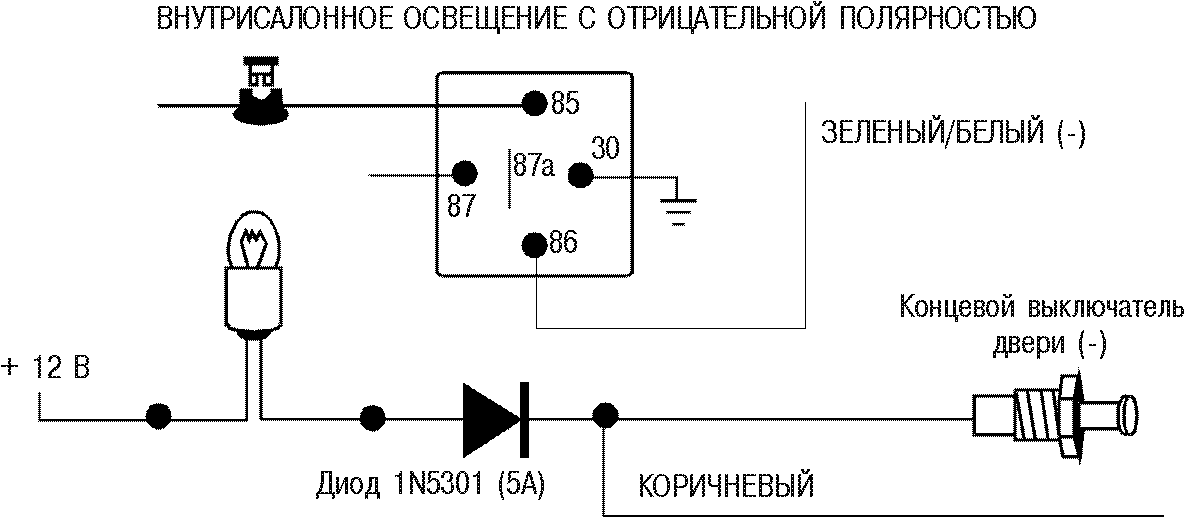 ВНУТРИСАЛОННОЕ ОСВЕЩЕНИЕ С ОТРИЦАТЕЛЬНОЙ ПОЛЯРНОСТЬЮ
85
ЗЕЛЕНЫЙ/БЕЛЫЙ (-)
30
87а
87
86
Концевой выключатель
двери (-)
+ 12 В
Диод 1N5301 (5А)
КОРИЧНЕВЫЙ